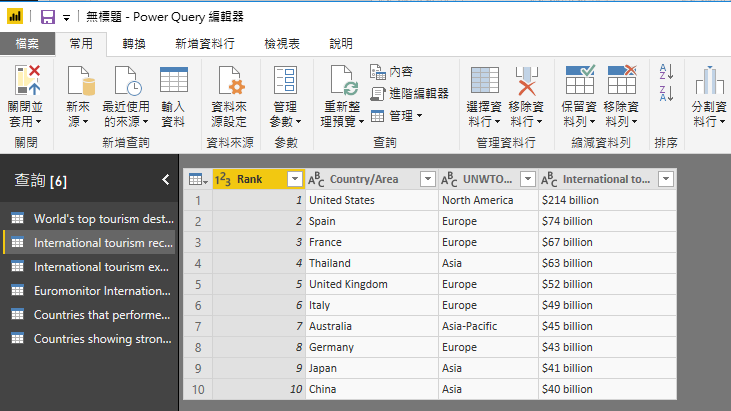 無標題 - Power Query 編輯器
檔案 常用 轉換 新增資料行 檢視表 說明
關閉並套用 新來源 最近使用的來源 輸入資料 資料來源設定 管理參數 重新整理預覽 內容 進階編輯器 管理 選擇資料行 移除資料行 保留資料列 移除資料列 分割資料行
關閉 新增查詢 資料來源 參數 查詢 管理資料行 縮減資料列 排序
查詢 [6]
World's top tourism dest...
International tourism rec...
International tourism ex...
Euromonitor Internation...
Countries that performe...
Countries showing stron...
1²3 Rank ABC Country/Area ABC UNWTO... ABC International to...
1 1 United States North America $214 billion
2 2 Spain Europe $74 billion
3 3 France Europe $67 billion
4 4 Thailand Asia $63 billion
5 5 United Kingdom Europe $52 billion
6 6 Italy Europe $49 billion
7 7 Australia Asia-Pacific $45 billion
8 8 Germany Europe $43 billion
9 9 Japan Asia $41 billion
10 10 China Asia $40 billion